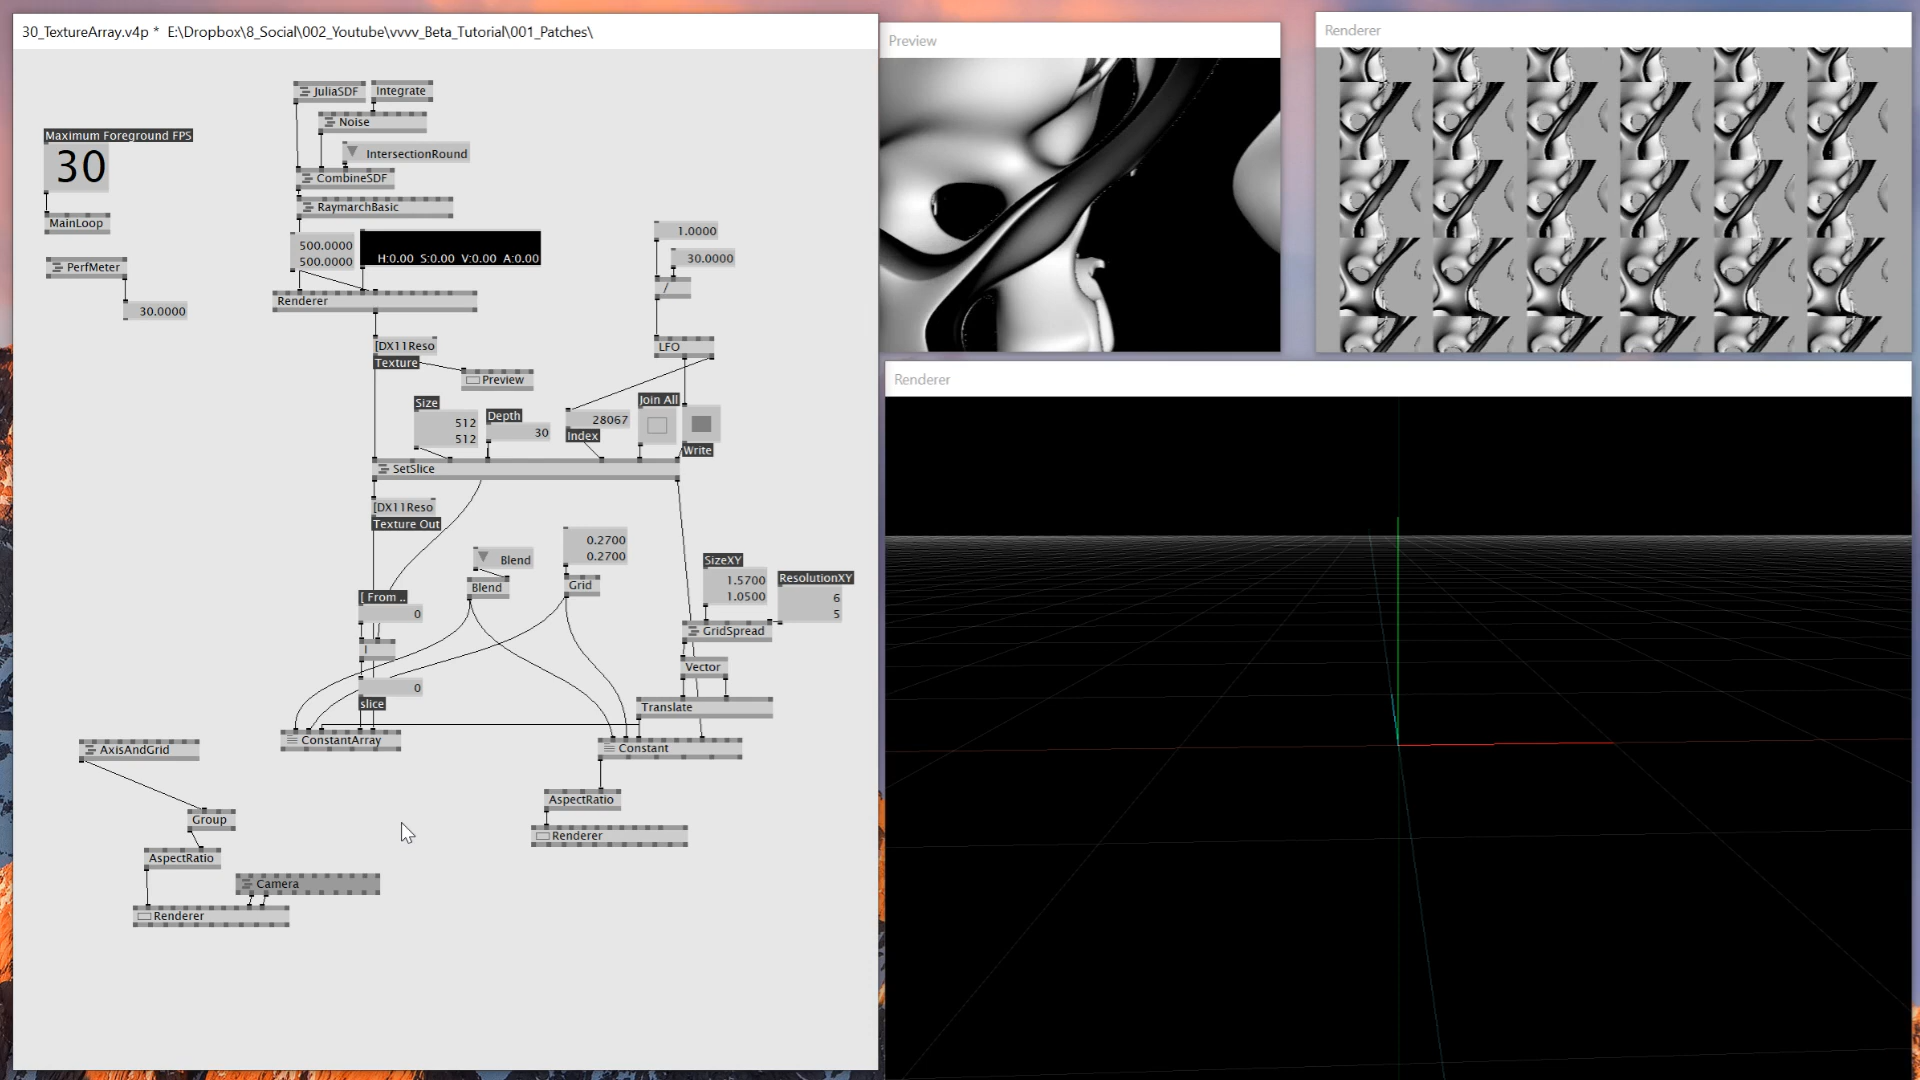 30_TextureArray.v4p *  E:\Dropbox\8_Social\002_Youtube\vvvv_Beta_Tutorial\001_Patches\
Preview
Renderer
JuliaSDF
Integrate
Noise
Maximum Foreground FPS
30
IntersectionRound
CombineSDF
RaymarchBasic
MainLoop
1.0000
500.0000
500.0000
H:0.00 S:0.00 V:0.00 A:0.00
30.0000
PerfMeter
/
Renderer
30.0000
[DX11Reso
Texture
LFO
Preview
Renderer
Size
512
512
Depth
30
28067
Index
Join All
Write
SetSlice
[DX11Reso
Texture Out
Blend
0.2700
0.2700
SizeXY
1.5700
1.0500
ResolutionXY
6
5
Blend
Grid
[ From ..
0
GridSpread
|
Vector
0
slice
Translate
ConstantArray
Constant
AxisAndGrid
AspectRatio
Group
Renderer
AspectRatio
Camera
Renderer